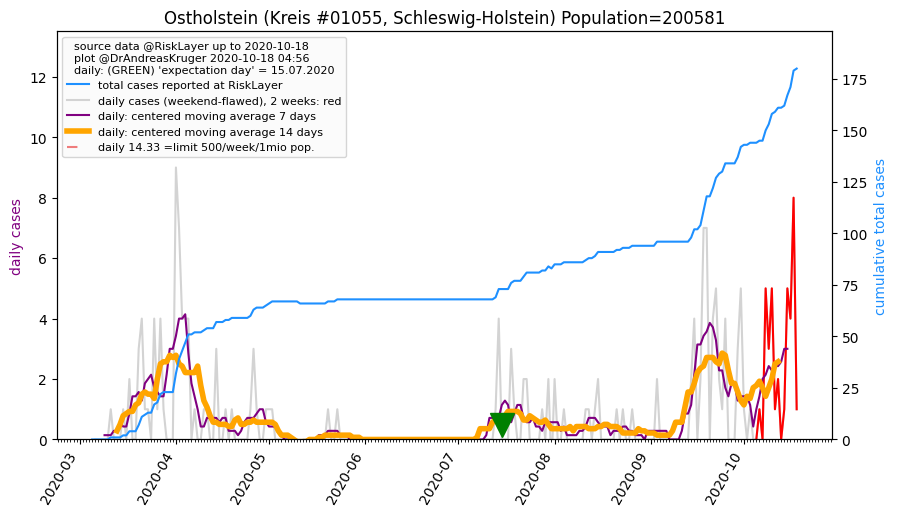 Ostholstein (Kreis #01055, Schleswig-Holstein) Population=200581
source data @RiskLayer up to 2020-10-18
plot @DrAndreasKruger 2020-10-18 04:56
daily: (GREEN) 'expectation day' = 15.07.2020
total cases reported at RiskLayer
daily cases (weekend-flawed), 2 weeks: red
daily: centered moving average 7 days
daily: centered moving average 14 days
daily 14.33 =limit 500/week/1mio pop.
daily cases
12
10
8
6
4
2
0
cumulative total cases
175
150
125
100
75
50
25
0
2020-03
2020-04
2020-05
2020-06
2020-07
2020-08
2020-09
2020-10